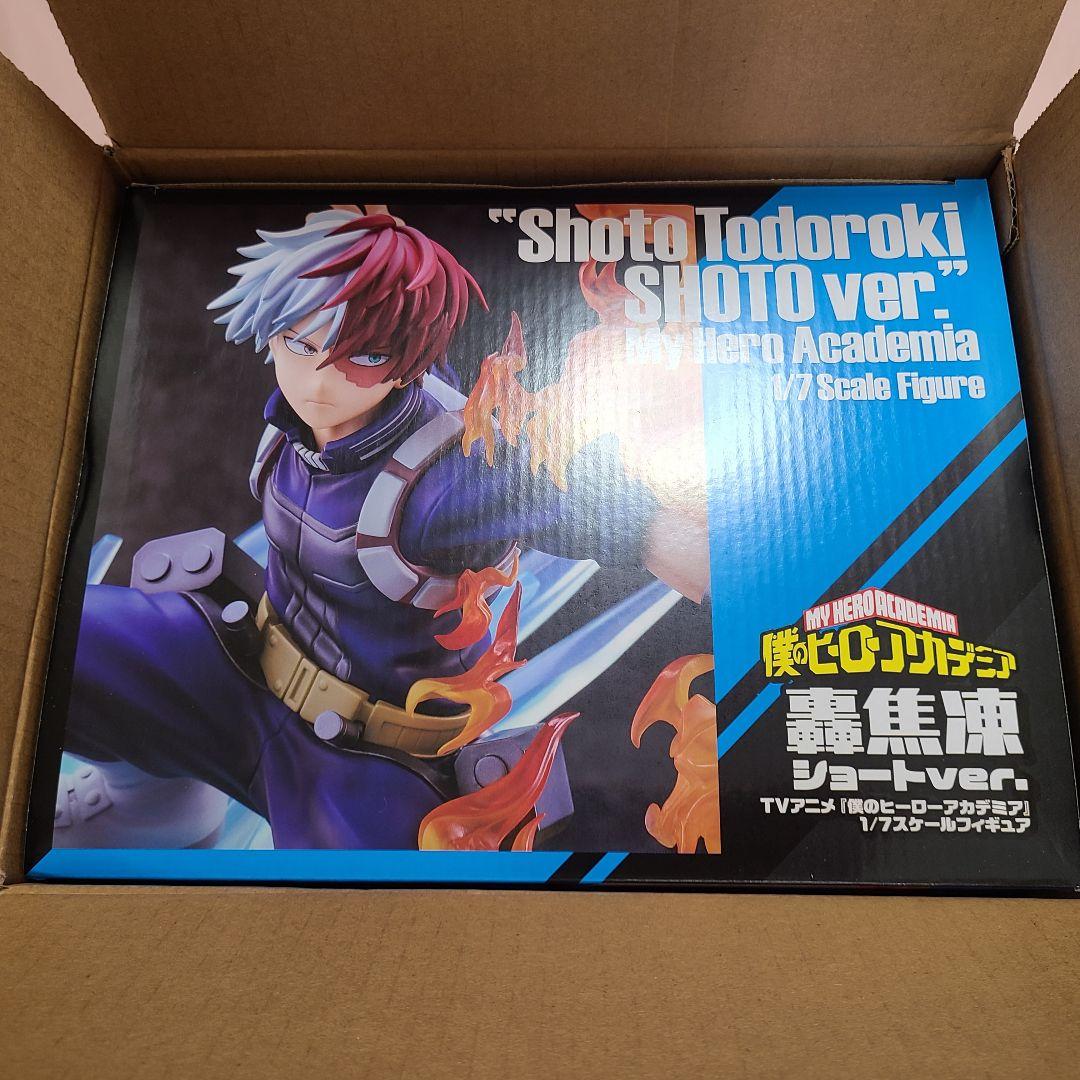 "Shoto Todoroki
SHOTO ver."
My Hero Academia
1/7 Scale Figure
MY HERO ACADEMIA
僕のヒーローアカデミア
轟焦凍
ショートver.
TVアニメ『僕のヒーローアカデミア』
1/7スケールフィギュア